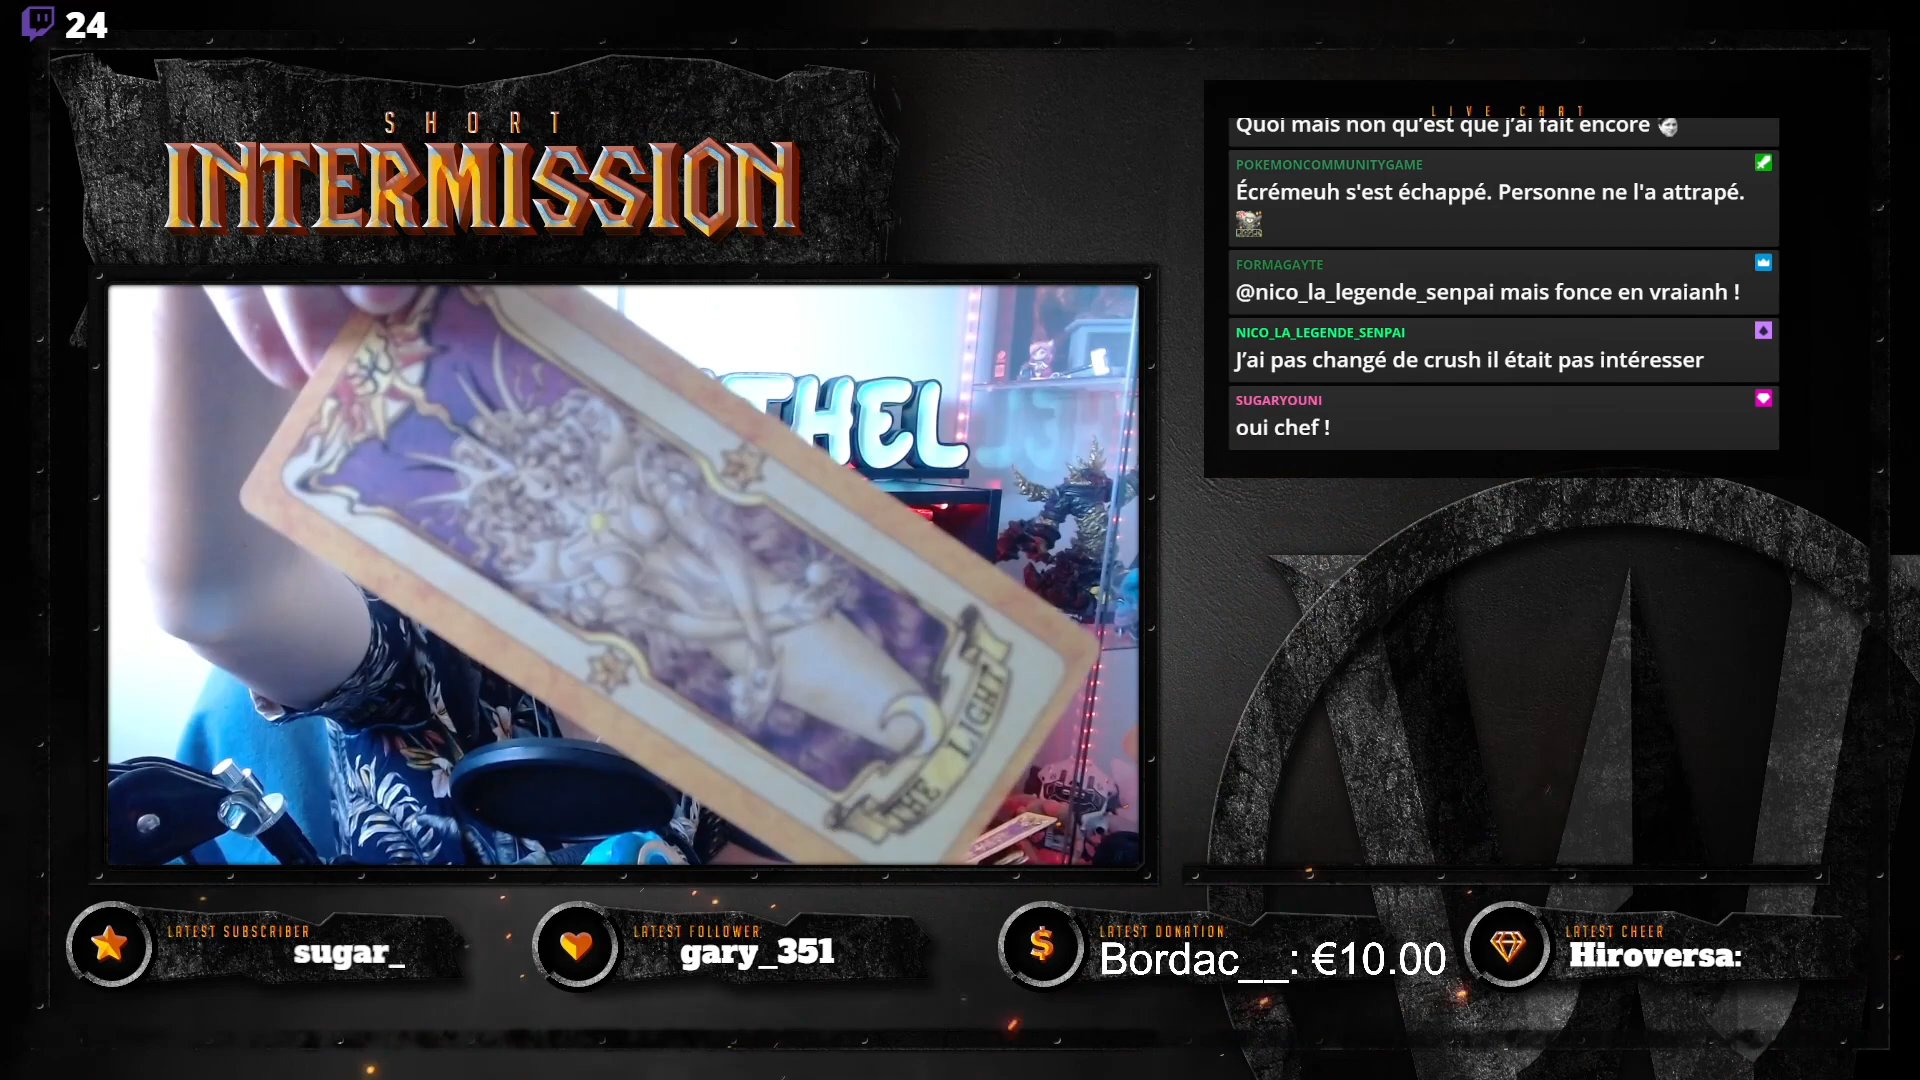 24
SHORT
INTERMISSION
LIVE CHAT
Quoi mais non qu’est que j’ai fait encore
POKEMONCOMMUNITYGAME
Écrémeuh s'est échappé. Personne ne l'a attrapé.
FORMAGAYTE
@nico_la_legende_senpai mais fonce en vraianh !
NICO_LA_LEGENDE_SENPAI
J’ai pas changé de crush il était pas intéresser
SUGARYOUNI
oui chef !
THEL
THE LIGHT
LATEST SUBSCRIBER
sugar_
LATEST FOLLOWER
gary_351
LATEST DONATION
Bordac__: €10.00
LATEST CHEER
Hiroversa: